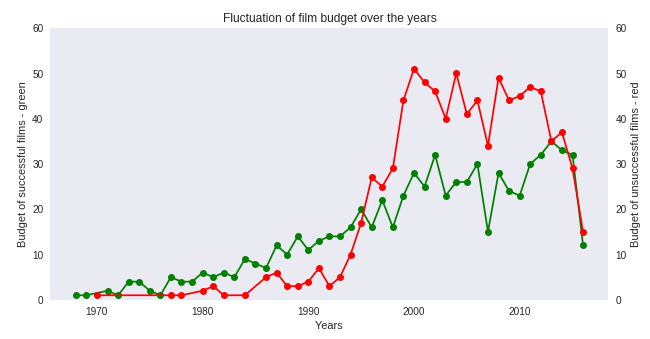 Fluctuation of film budget over the years
60
50
40
30
20
10
0
Budget of successful films - green
60
50
40
30
20
10
0
Budget of unsuccessful films - red
1970 1980 1990 2000 2010
Years